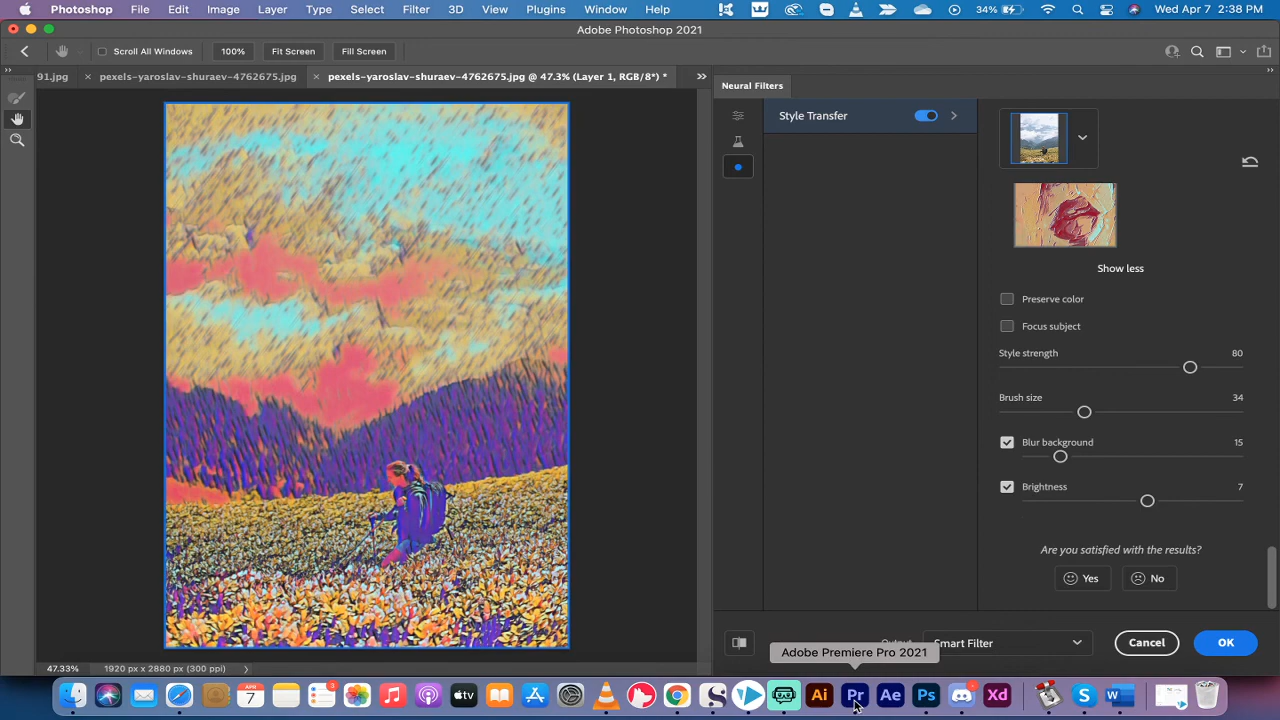 Photoshop File Edit Image Layer Type Select Filter 3D View Plugins Window Help 34% Wed Apr 7 2:38 PM
Adobe Photoshop 2021
Scroll All Windows 100% Fit Screen Fill Screen
91.jpg pexels-yaroslav-shuraev-4762675.jpg pexels-yaroslav-shuraev-4762675.jpg @ 47.3% (Layer 1, RGB/8*) *
Neural Filters
Style Transfer
Show less
Preserve color
Focus subject
Style strength 80
Brush size 34
Blur background 15
Brightness 7
Are you satisfied with the results?
Yes No
Output: Smart Filter Cancel OK
Adobe Premiere Pro 2021
47.33% 1920 px x 2880 px (300 ppi)
APR
7
3
tv
Ai Pr Ae Ps Xd
S
W